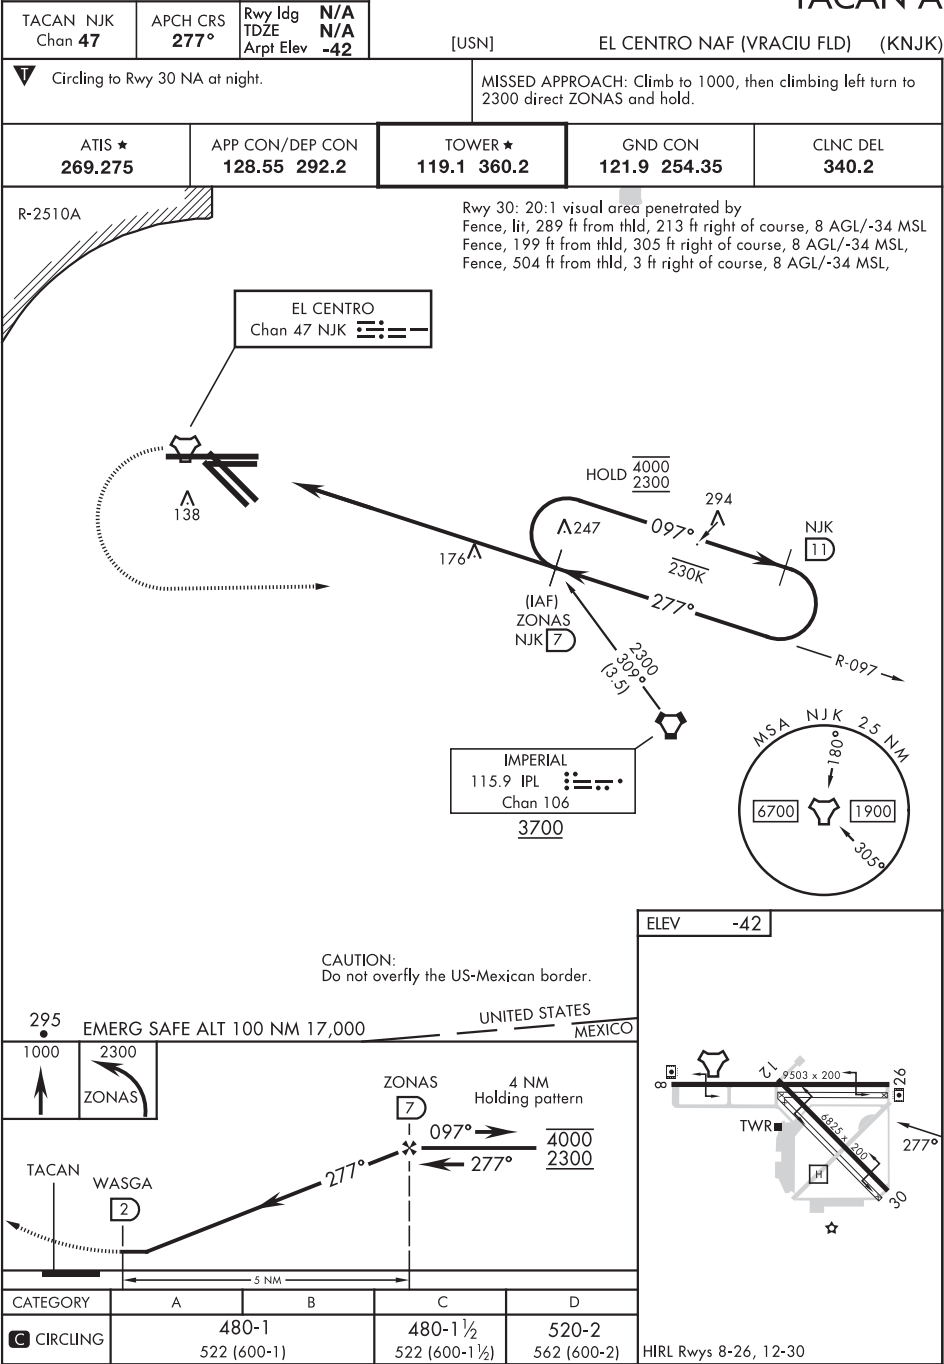 TACAN A
TACAN NJK
Chan 47
APCH CRS
277°
Rwy ldg N/A
TDZE N/A
Arpt Elev -42
[USN]
EL CENTRO NAF (VRACIU FLD) (KNJK)
T
Circling to Rwy 30 NA at night.
MISSED APPROACH: Climb to 1000, then climbing left turn to
2300 direct ZONAS and hold.
ATIS ★
269.275
APP CON/DEP CON
128.55 292.2
TOWER ★
119.1 360.2
GND CON
121.9 254.35
CLNC DEL
340.2
R-2510A
Rwy 30: 20:1 visual area penetrated by
Fence, lit, 289 ft from thld, 213 ft right of course, 8 AGL/-34 MSL
Fence, 199 ft from thld, 305 ft right of course, 8 AGL/-34 MSL,
Fence, 504 ft from thld, 3 ft right of course, 8 AGL/-34 MSL,
EL CENTRO
Chan 47 NJK
138
HOLD 4000
2300
294
247
097°
NJK
11
176
230K
277°
(IAF)
ZONAS
NJK 7
2300
309°
(3.5)
R-097
IMPERIAL
115.9 IPL
Chan 106
3700
MSA NJK 25 NM
180°
6700
1900
305°
ELEV -42
CAUTION:
Do not overfly the US-Mexican border.
295
EMERG SAFE ALT 100 NM 17,000
UNITED STATES
MEXICO
1000
2300
ZONAS
ZONAS
7
4 NM
Holding pattern
097°
4000
2300
277°
277°
TACAN
WASGA
2
5 NM
8
12
9503 x 200
26
TWR
6825 x 200
277°
H
30
CATEGORY A B C D
C CIRCLING
480-1
522 (600-1)
480-1½
522 (600-1½)
520-2
562 (600-2)
HIRL Rwys 8-26, 12-30